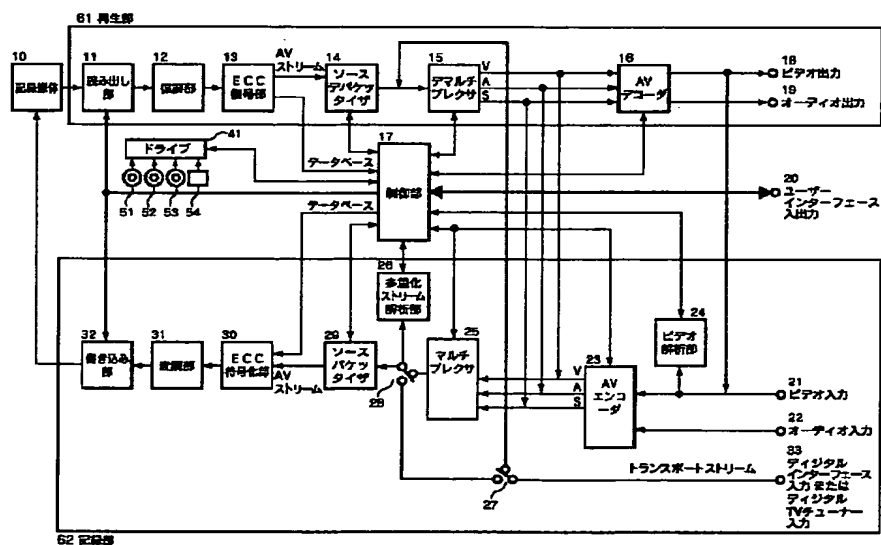 61 再生部
10
記録媒体
11
読み出し
部
12
復調部
13
ECC
復号部
AV
ストリーム
14
ソース
デパケッ
タイザ
15
デマルチ
プレクサ
V
A
S
16
AV
デコーダ
18
ビデオ出力
19
オーディオ出力
41
ドライブ
51
52
53
54
データベース
データベース
17
制御部
20
ユーザー
インターフェース
入出力
26
多重化
ストリーム
解析部
24
ビデオ
解析部
32
書き込み
部
31
変調部
30
ECC
符号化部
AV
ストリーム
29
ソース
パケッ
タイザ
28
25
マルチ
プレクサ
V
A
S
23
AV
エンコ
ーダ
21
ビデオ入力
22
オーディオ入力
トランスポートストリーム
27
33
ディジタル
インターフェース
入力または
ディジタル
TVチューナー
入力
62 記録部